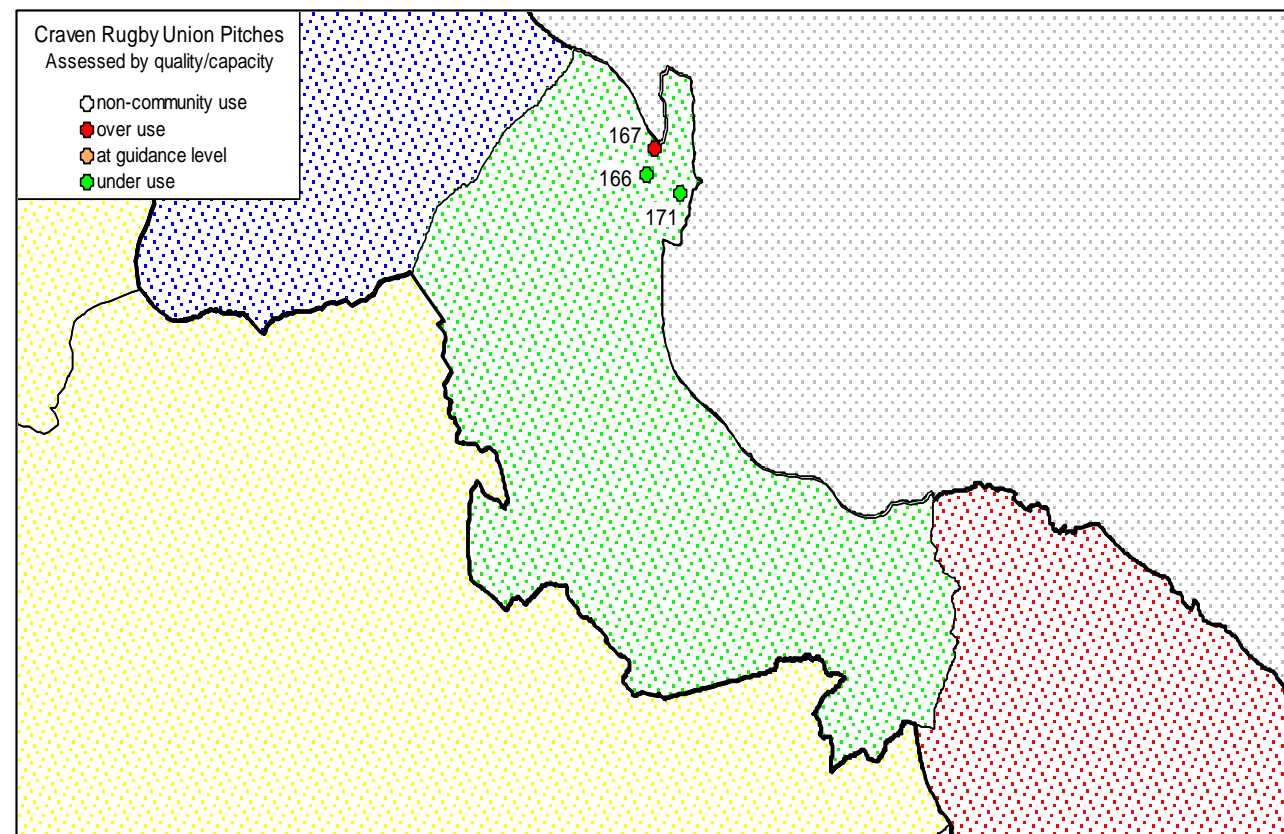 Craven Rugby Union Pitches
Assessed by quality/capacity
non-community use
over use
at guidance level
under use
167
166
171